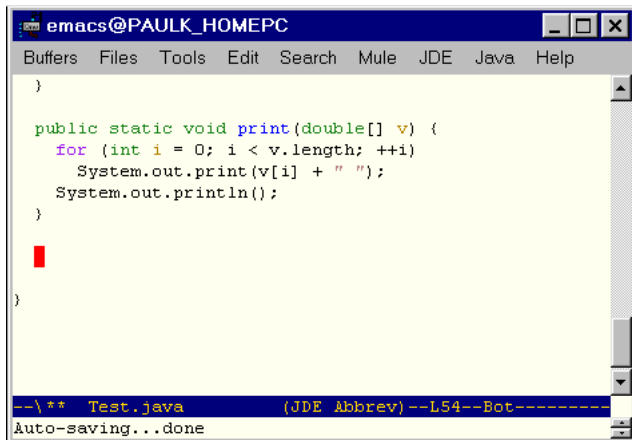 emacs@PAULK_HOMEPC
Buffers Files Tools Edit Search Mule JDE Java Help
}
public static void print(double[] v) {
for (int i = 0; i < v.length; ++i)
System.out.print(v[i] + " ");
System.out.println();
}
}
--\** Test.java (JDE Abbrev)--L54--Bot---------
Auto-saving...done